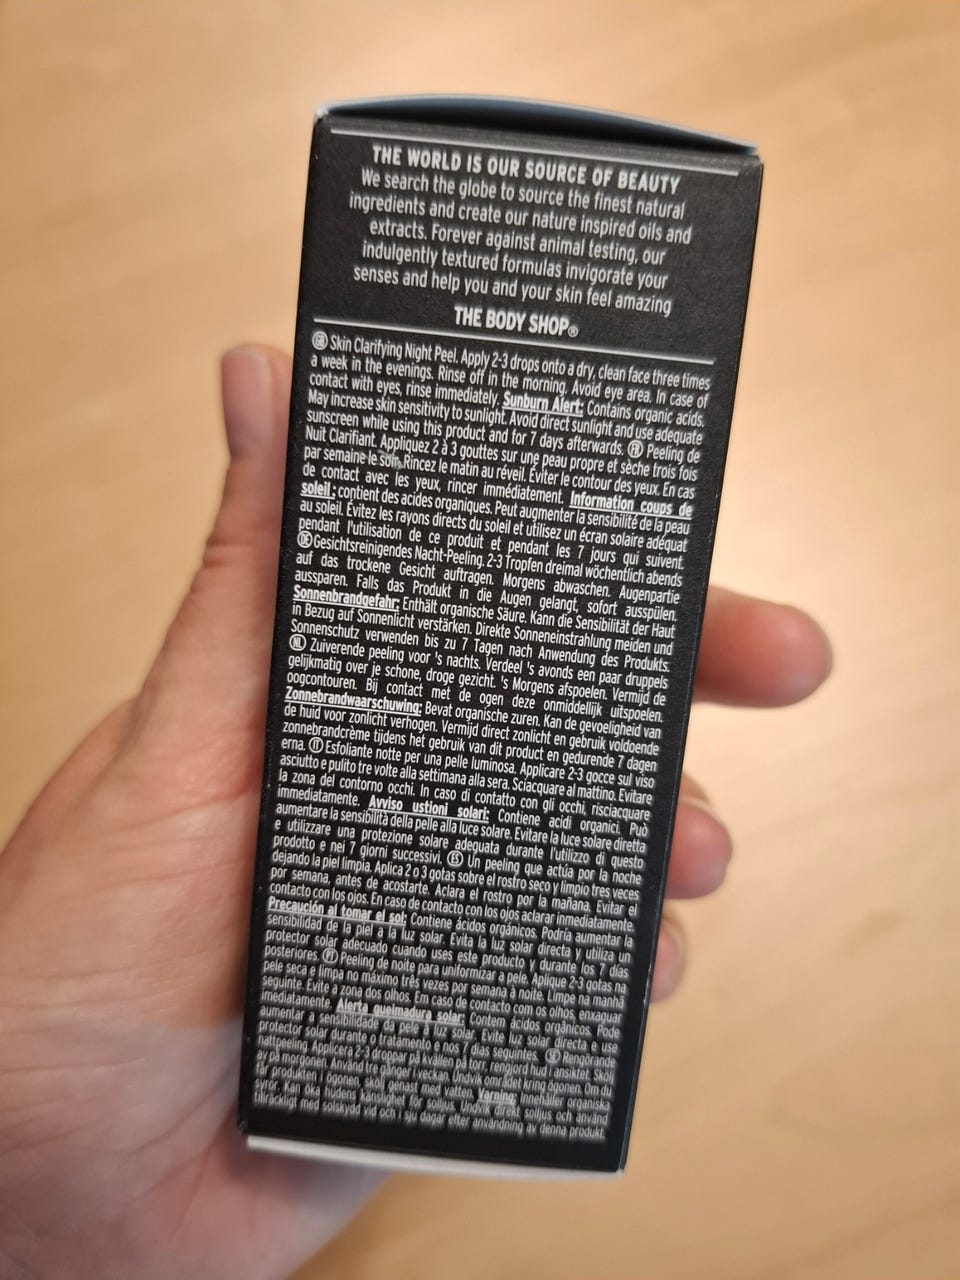 THE WORLD IS OUR SOURCE OF BEAUTY
We search the globe to source the finest natural
ingredients and create our nature inspired oils and
extracts. Forever against animal testing, our
indulgently textured formulas invigorate your
senses and help you and your skin feel amazing
THE BODY SHOP®
GB Skin Clarifying Night Peel. Apply 2-3 drops onto a dry, clean face three times
a week in the evenings. Rinse off in the morning. Avoid eye area. In case of
contact with eyes, rinse immediately. Sunburn Alert: Contains organic acids.
May increase skin sensitivity to sunlight. Avoid direct sunlight and use adequate
sunscreen while using this product and for 7 days afterwards. FR Peeling de
Nuit Clarifiant. Appliquez 2 à 3 gouttes sur une peau propre et sèche trois fois
par semaine le soir. Rincez le matin au réveil. Éviter le contour des yeux. En cas
de contact avec les yeux, rincer immédiatement. Information coups de
soleil : contient des acides organiques. Peut augmenter la sensibilité de la peau
au soleil. Évitez les rayons directs du soleil et utilisez un écran solaire adéquat
pendant l'utilisation de ce produit et pendant les 7 jours qui suivent.
DE Gesichtsreinigendes Nacht-Peeling. 2-3 Tropfen dreimal wöchentlich abends
auf das trockene Gesicht auftragen. Morgens abwaschen. Augenpartie
aussparen. Falls das Produkt in die Augen gelangt, sofort ausspülen.
Sonnenbrandgefahr: Enthält organische Säure. Kann die Sensibilität der Haut
in Bezug auf Sonnenlicht verstärken. Direkte Sonneneinstrahlung meiden und
Sonnenschutz verwenden bis zu 7 Tagen nach Anwendung des Produkts.
NL Zuiverende peeling voor 's nachts. Verdeel 's avonds een paar druppels
gelijkmatig over je schone, droge gezicht. 's Morgens afspoelen. Vermijd de
oogcontouren. Bij contact met de ogen deze onmiddellijk uitspoelen.
Zonnebrandwaarschuwing: Bevat organische zuren. Kan de gevoeligheid van
de huid voor zonlicht verhogen. Vermijd direct zonlicht en gebruik voldoende
zonnebrandcrème tijdens het gebruik van dit product en gedurende 7 dagen
erna. IT Esfoliante notte per una pelle luminosa. Applicare 2-3 gocce sul viso
asciutto e pulito tre volte alla settimana alla sera. Sciacquare al mattino. Evitare
la zona del contorno occhi. In caso di contatto con gli occhi, risciacquare
immediatamente. Avviso ustioni solari: Contiene acidi organici. Può
aumentare la sensibilità della pelle alla luce solare. Evitare la luce solare diretta
e utilizzare una protezione solare adeguata durante l'utilizzo di questo
prodotto e nei 7 giorni successivi. ES Un peeling que actúa por la noche
dejando la piel limpia. Aplica 2 o 3 gotas sobre el rostro seco y limpio tres veces
por semana, antes de acostarte. Aclara el rostro por la mañana. Evitar el
contacto con los ojos. En caso de contacto con los ojos aclarar inmediatamente.
Precaución al tomar el sol: Contiene ácidos orgánicos. Podría aumentar la
sensibilidad de la piel a la luz solar. Evita la luz solar directa y utiliza un
protector solar adecuado cuando uses este producto y durante los 7 días
posteriores. PT Peeling de noite para uniformizar a pele. Aplique 2-3 gotas na
pele seca e limpa no máximo três vezes por semana à noite. Limpe na manhã
seguinte. Evite a zona dos olhos. Em caso de contacto com os olhos, enxaguar
imediatamente. Alerta queimadura solar: Contem ácidos orgânicos. Pode
aumentar a sensibilidade da pele à luz solar. Evite luz solar directa e use
protector solar durante o tratamento e nos 7 dias seguintes. SE Rengörande
nattpeeling. Applicera 2-3 droppar på kvällen på torr, rengjord hud i ansiktet. Skölj
av på morgonen. Använd tre gånger i veckan. Undvik området kring ögonen. Om du
får produkten i ögonen, skölj genast med vatten. Varning: Innehåller organiska
syror. Kan öka hudens känslighet för solljus. Undvik direkt solljus och använd
tillräckligt med solskydd vid och i sju dagar efter användning av denna produkt.